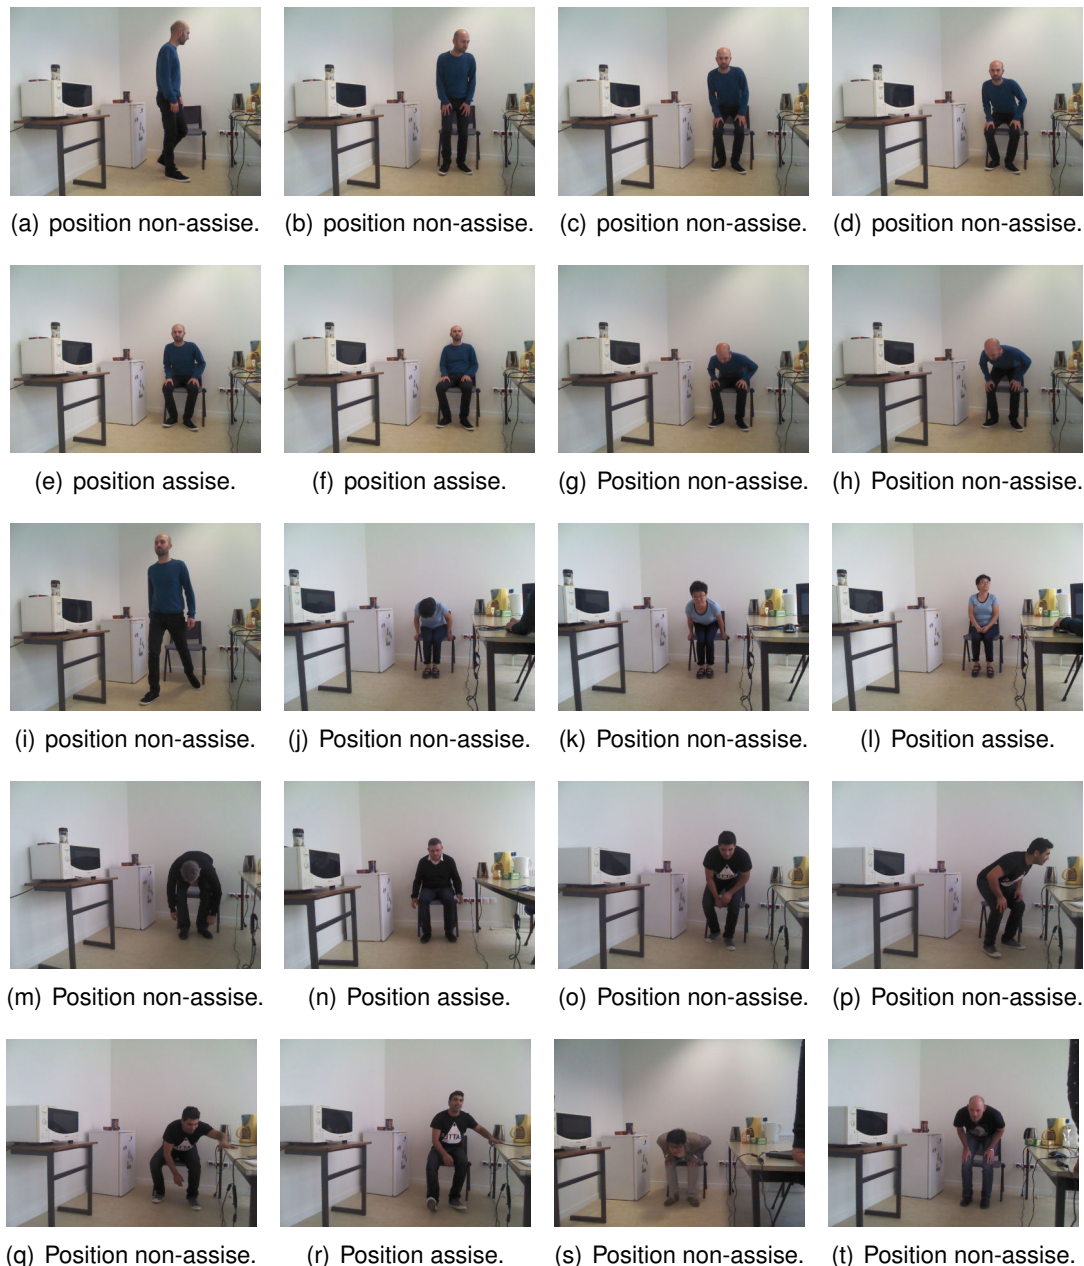 (a) position non-assise.
(b) position non-assise.
(c) position non-assise.
(d) position non-assise.
(e) position assise.
(f) position assise.
(g) Position non-assise.
(h) Position non-assise.
(i) position non-assise.
(j) Position non-assise.
(k) Position non-assise.
(l) Position assise.
(m) Position non-assise.
(n) Position assise.
(o) Position non-assise.
(p) Position non-assise.
(q) Position non-assise.
(r) Position assise.
(s) Position non-assise.
(t) Position non-assise.